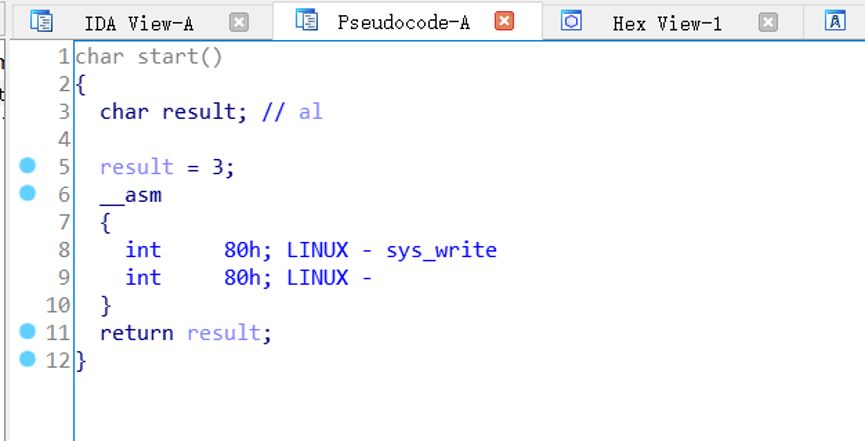 IDA View-A Pseudocode-A Hex View-1 A
1 char start()
2 {
3 char result; // al
4
5 result = 3;
6 __asm
7 {
8 int 80h; LINUX - sys_write
9 int 80h; LINUX -
10 }
11 return result;
12 }